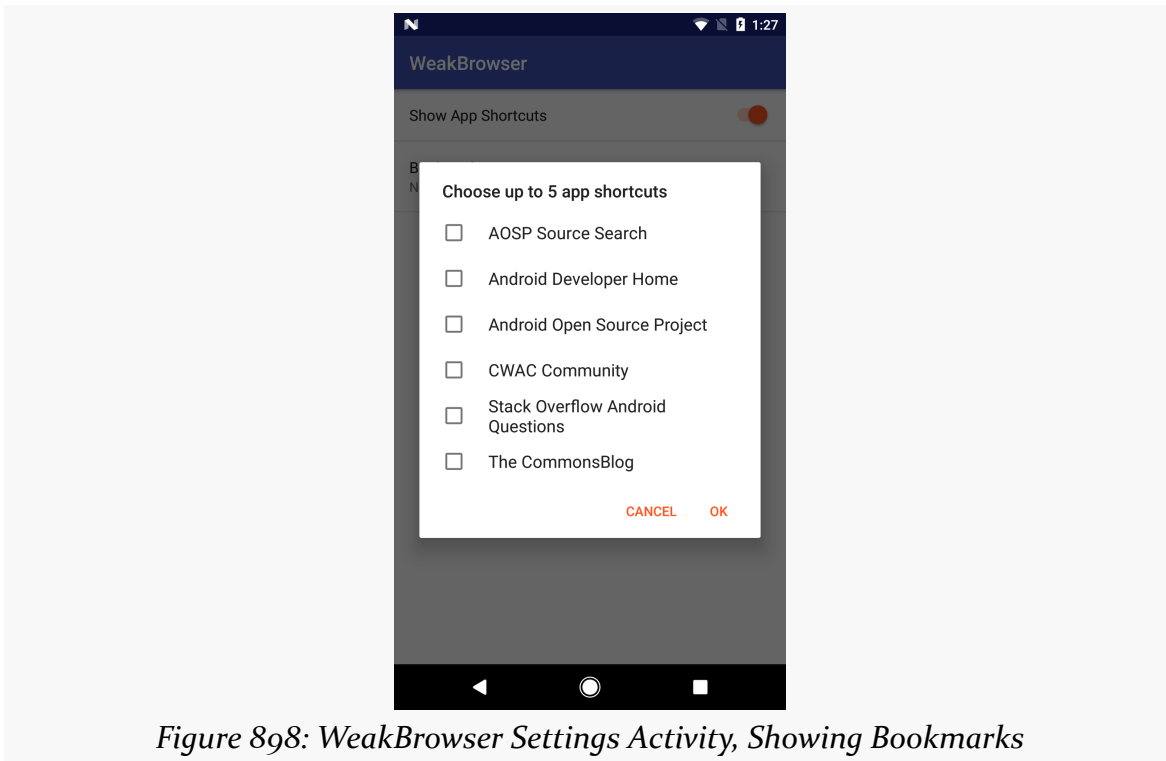 1:27
WeakBrowser
Show App Shortcuts
Choose up to 5 app shortcuts
AOSP Source Search
Android Developer Home
Android Open Source Project
CWAC Community
Stack Overflow Android
Questions
The CommonsBlog
CANCEL OK
Figure 898: WeakBrowser Settings Activity, Showing Bookmarks